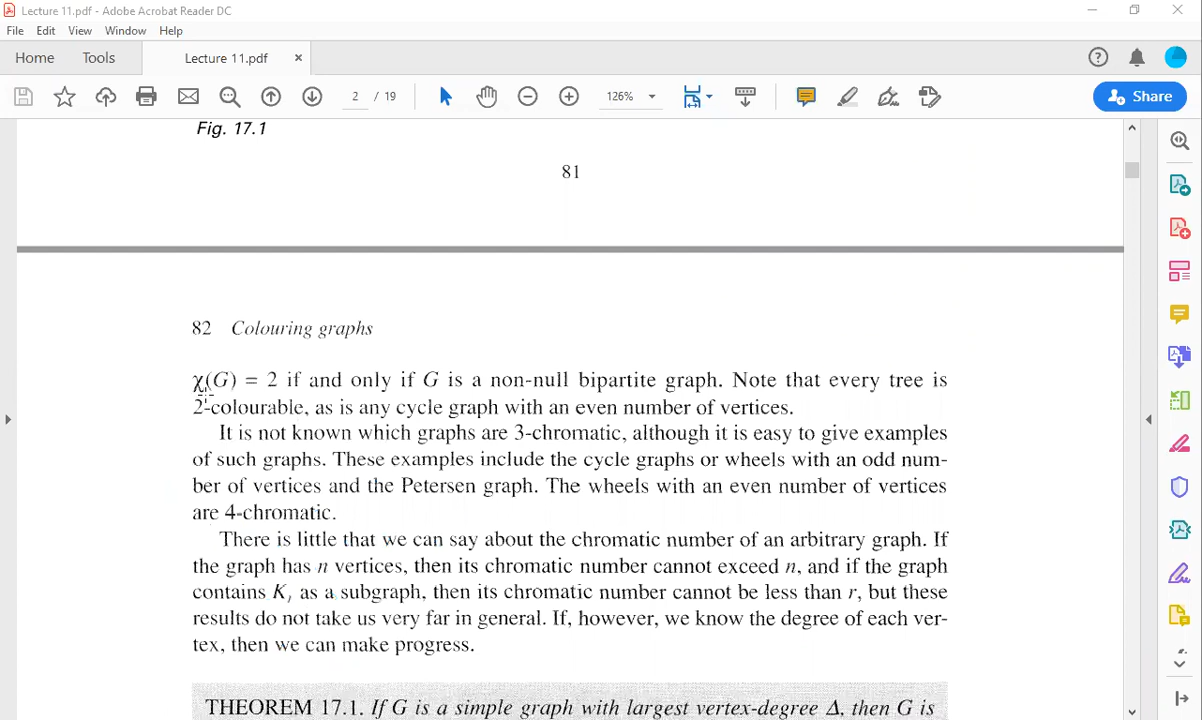 Lecture 11.pdf - Adobe Acrobat Reader DC
File Edit View Window Help
Home Tools Lecture 11.pdf ×
2 / 19 126% Share
Fig. 17.1
81
82 Colouring graphs
χ(G) = 2 if and only if G is a non-null bipartite graph. Note that every tree is
2-colourable, as is any cycle graph with an even number of vertices.
It is not known which graphs are 3-chromatic, although it is easy to give examples
of such graphs. These examples include the cycle graphs or wheels with an odd num-
ber of vertices and the Petersen graph. The wheels with an even number of vertices
are 4-chromatic.
There is little that we can say about the chromatic number of an arbitrary graph. If
the graph has n vertices, then its chromatic number cannot exceed n, and if the graph
contains Kr as a subgraph, then its chromatic number cannot be less than r, but these
results do not take us very far in general. If, however, we know the degree of each ver-
tex, then we can make progress.
THEOREM 17.1. If G is a simple graph with largest vertex-degree Δ, then G is